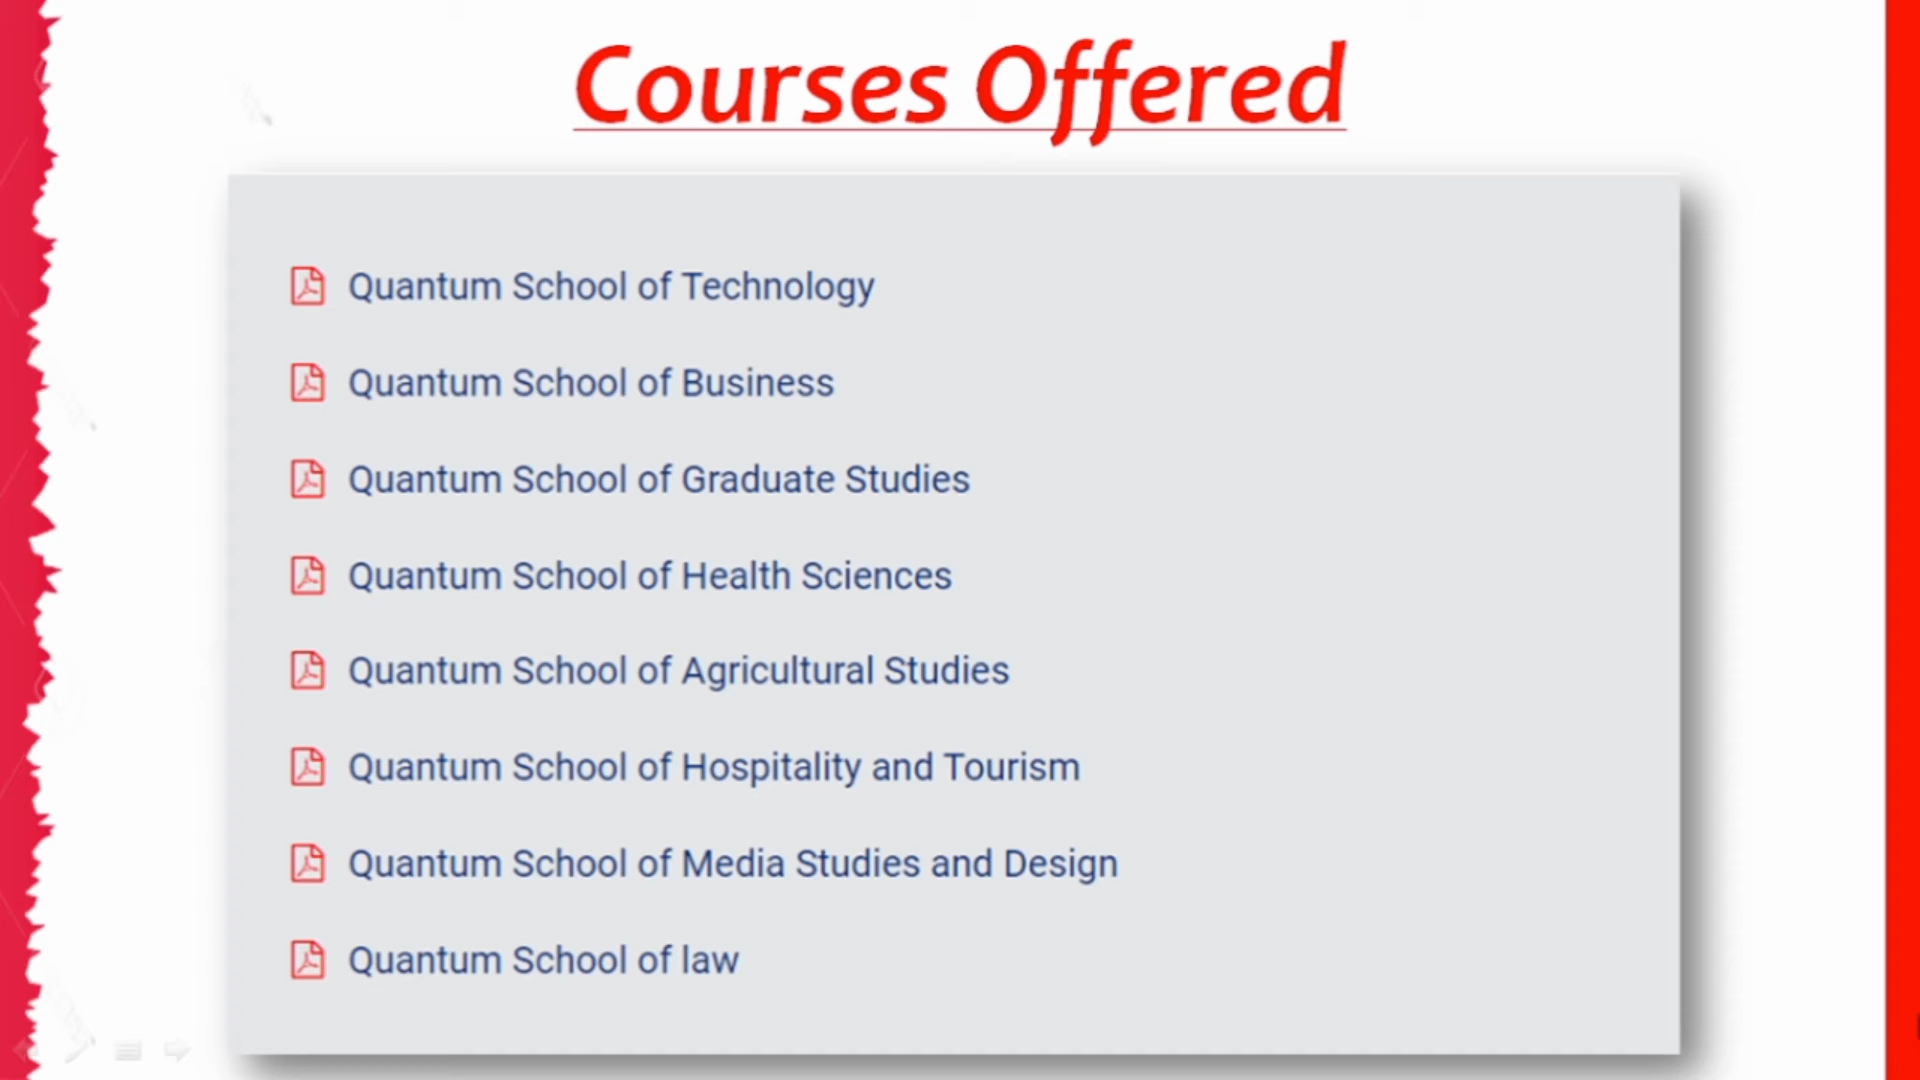 Courses Offered
Quantum School of Technology
Quantum School of Business
Quantum School of Graduate Studies
Quantum School of Health Sciences
Quantum School of Agricultural Studies
Quantum School of Hospitality and Tourism
Quantum School of Media Studies and Design
Quantum School of law